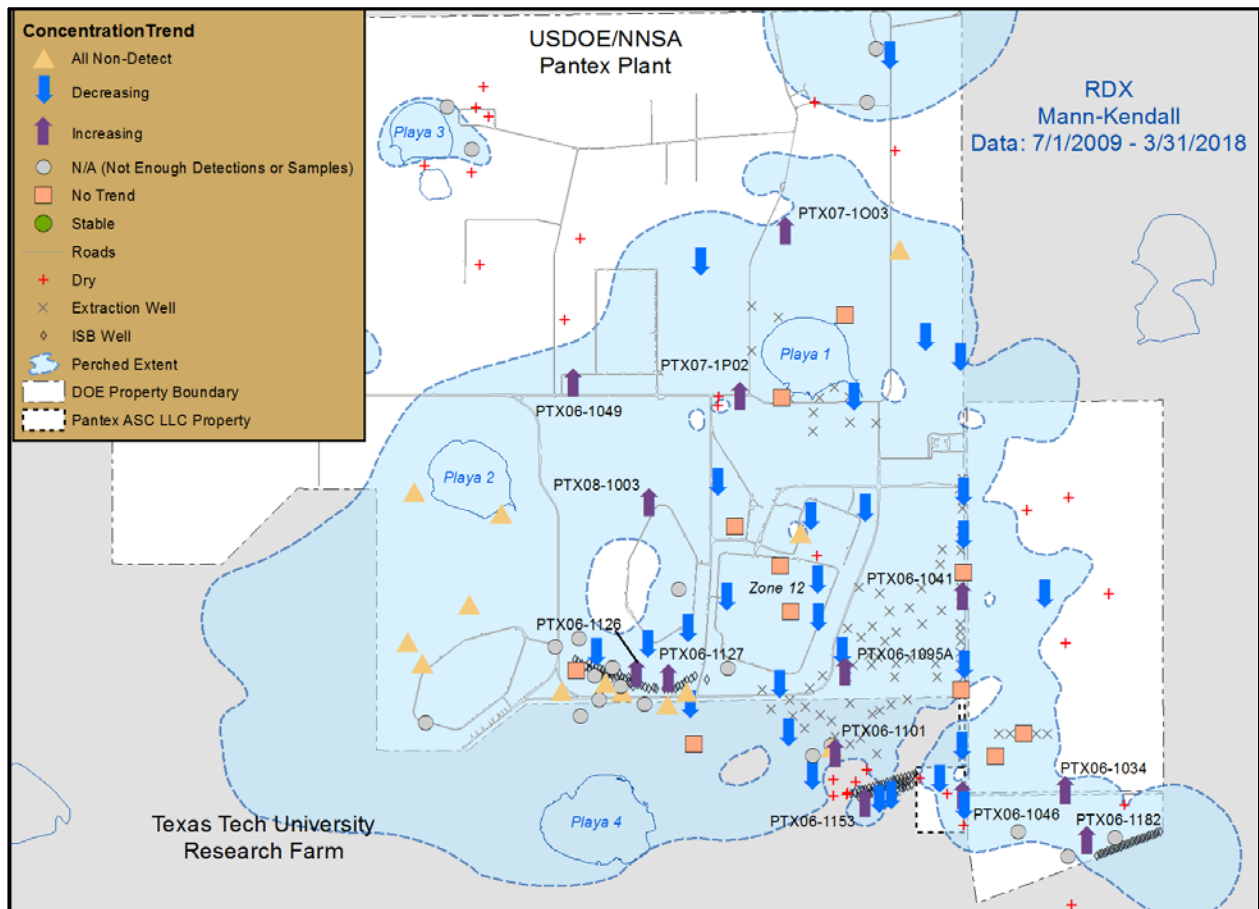 ConcentrationTrend
All Non-Detect
Decreasing
Increasing
N/A (Not Enough Detections or Samples)
No Trend
Stable
Roads
Dry
Extraction Well
ISB Well
Perched Extent
DOE Property Boundary
Pantex ASC LLC Property
USDOE/NNSA
Pantex Plant
RDX
Mann-Kendall
Data: 7/1/2009 - 3/31/2018
Playa 3
PTX07-1O03
Playa 1
PTX07-1P02
PTX06-1049
Playa 2
PTX08-1003
PTX06-1041
Zone 12
PTX06-1126
PTX06-1127
PTX06-1095A
PTX06-1101
PTX06-1034
PTX06-1153
PTX06-1046
PTX06-1182
Playa 4
Texas Tech University
Research Farm